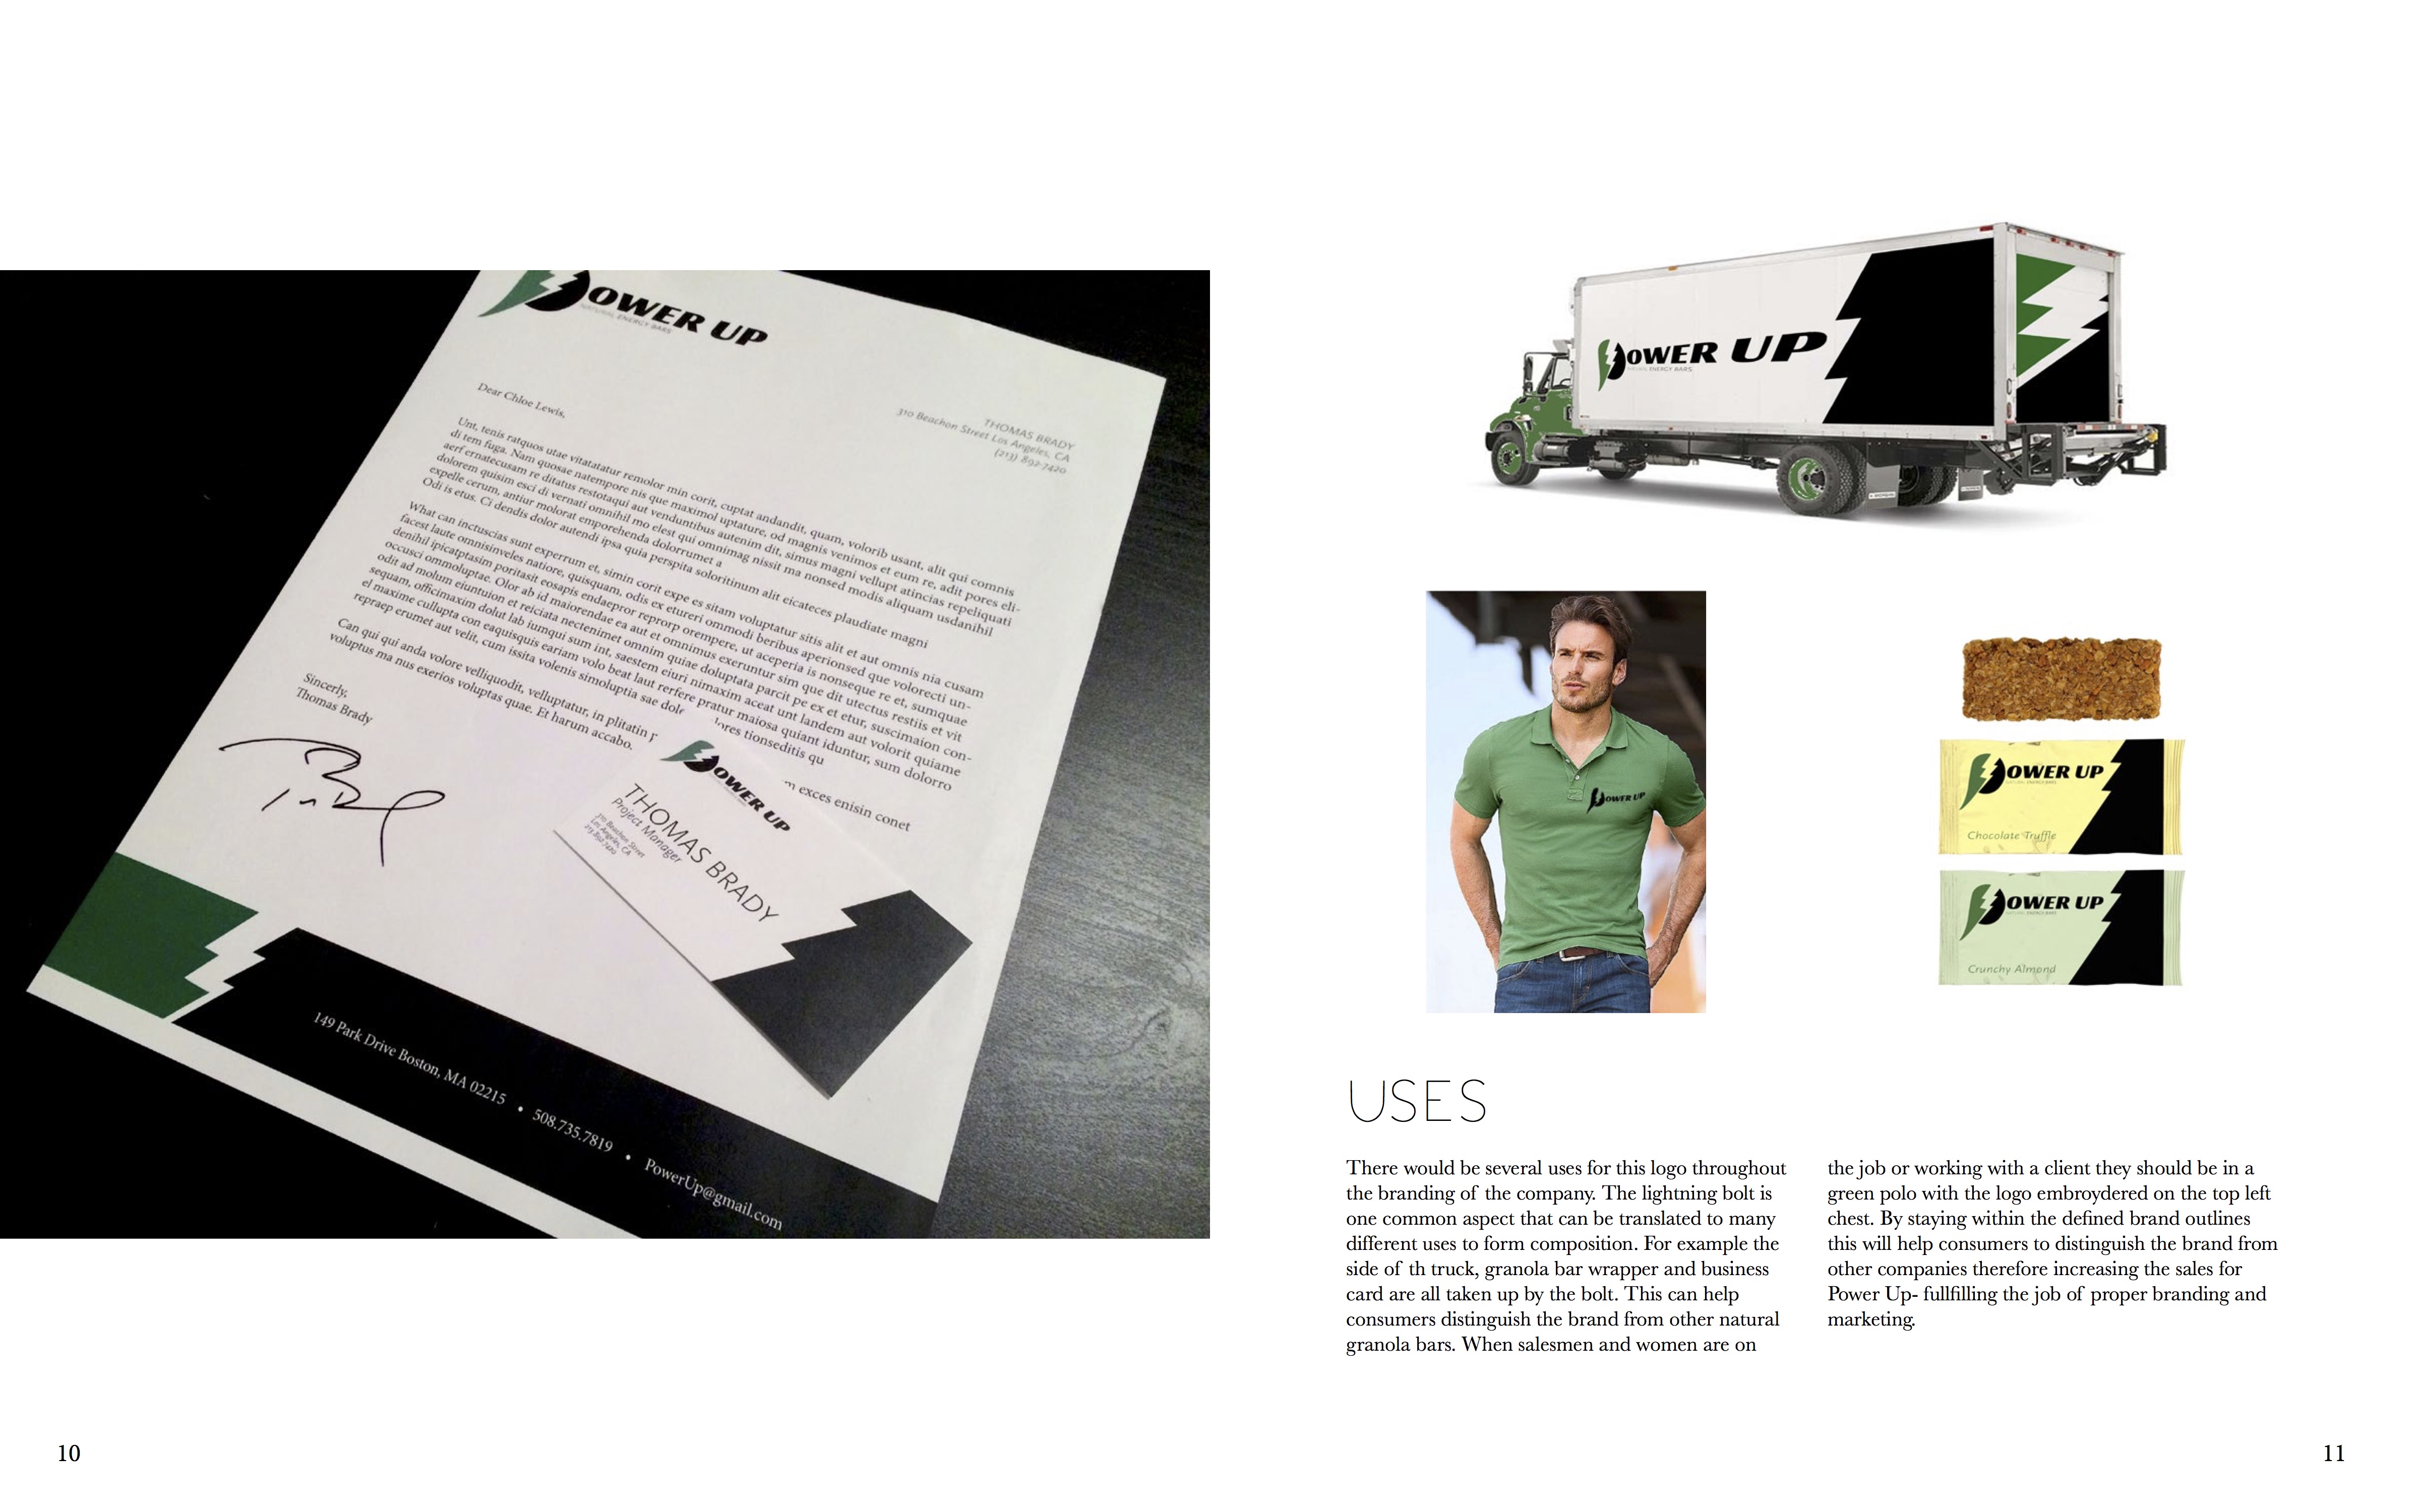 POWER UP
NATURAL ENERGY BARS
Dear Chloe Lewis,
THOMAS BRADY
310 Beachon Street Los Angeles, CA
(213) 892-7420
Unt, tenis ratquos utae vitatatatur remolor min corit, cuptat andandit, quam, volorib usant, alit qui comnis
di tem fuga. Nam quosae natempore nis que maximol uptature, od magnis venimos et eum re, adit pores eli-
aerf ernatecusam re ditatus restotaqui aut venduntibus autenim dit, simus magni vellupt atincias repeliquati
dolorem quisim esci di vernati omnihil mo elest qui omnimag nissit ma nonsed modis aliquam usdanihil
expelle cerum, antiur molorat emporehenda dolorrumet a
Odi is etus. Ci dendis dolor autendi ipsa quia perspita soloritinum alit eicateces plaudiate magni
What can inctuscias sunt experrum et, simin corit expe es sitam voluptatur sitis alit et aut omnis nia cusam
facest laute omnisinveles natiore, quisquam, odis ex etureri ommodi beribus aperionsed que volorecti un-
denihil ipicatptasim poritasit eosapis endaepror reprorp orempere, ut aceperia is nonseque re et, sumquae
occusci ommoluptae. Olor ab id maiorendae ea aut et omnimus exeruntur sim que dit utectus restiis et vit
odit ad molum eiuntuion et reiciata nectenimet omnim quiae doluptata parcit pe ex et etur, suscimaion con-
sequam, officimaxim dolut lab iumqui sum int, saestem eiuri nimaxim aceat unt landem aut volorit quiame
el maxime cullupta con eaquisquis eariam volo beat laut rerfere pratur maiosa quiant iduntur, sum dolorro
repraep erumet aut velit, cum issita volenis simoluptia sae dolores tionseditis qu
Can qui qui anda volore velliquodit, velluptatur, in plitatin exces enisin conet
voluptus ma nus exerios voluptas quae. Et harum accabo.
Sincerly,
Thomas Brady
POWER UP
THOMAS BRADY
Project Manager
310 Beachon Street
Los Angeles, CA
213 892 7420
149 Park Drive Boston, MA 02215 • 508.735.7819 • PowerUp@gmail.com
POWER UP
NATURAL ENERGY BARS
POWER UP
POWER UP
NATURAL ENERGY BARS
Chocolate Truffle
POWER UP
NATURAL ENERGY BARS
Crunchy Almond
USES
There would be several uses for this logo throughout
the branding of the company. The lightning bolt is
one common aspect that can be translated to many
different uses to form composition. For example the
side of th truck, granola bar wrapper and business
card are all taken up by the bolt. This can help
consumers distinguish the brand from other natural
granola bars. When salesmen and women are on
the job or working with a client they should be in a
green polo with the logo embroydered on the top left
chest. By staying within the defined brand outlines
this will help consumers to distinguish the brand from
other companies therefore increasing the sales for
Power Up- fullfilling the job of proper branding and
marketing.
10
11